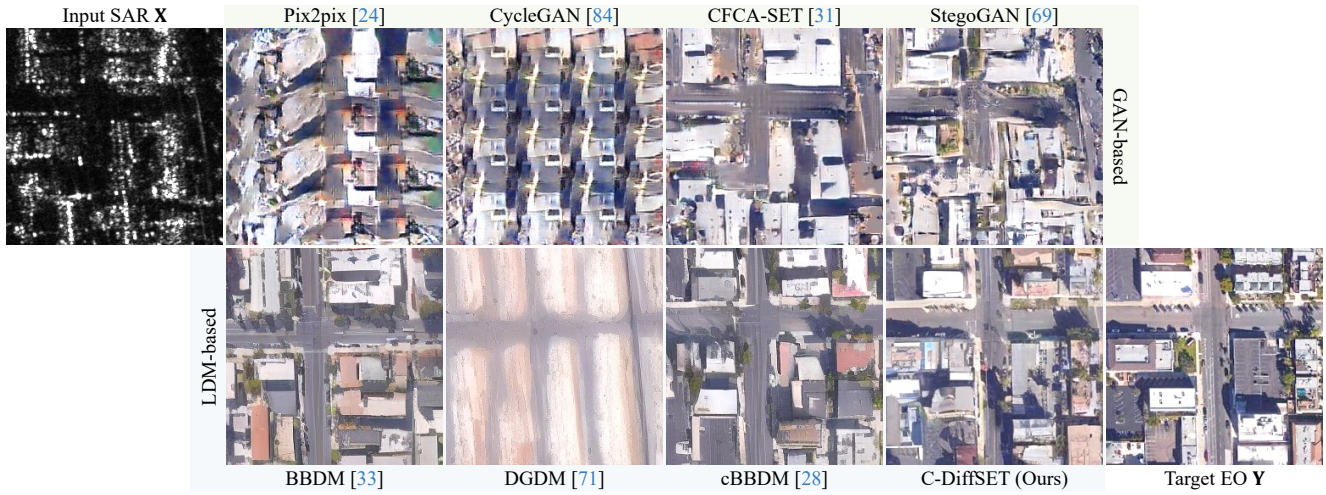 Input SAR X
Pix2pix [24]
CycleGAN [84]
CFCA-SET [31]
StegoGAN [69]
GAN-based
LDM-based
BBDM [33]
DGDM [71]
cBBDM [28]
C-DiffSET (Ours)
Target EO Y